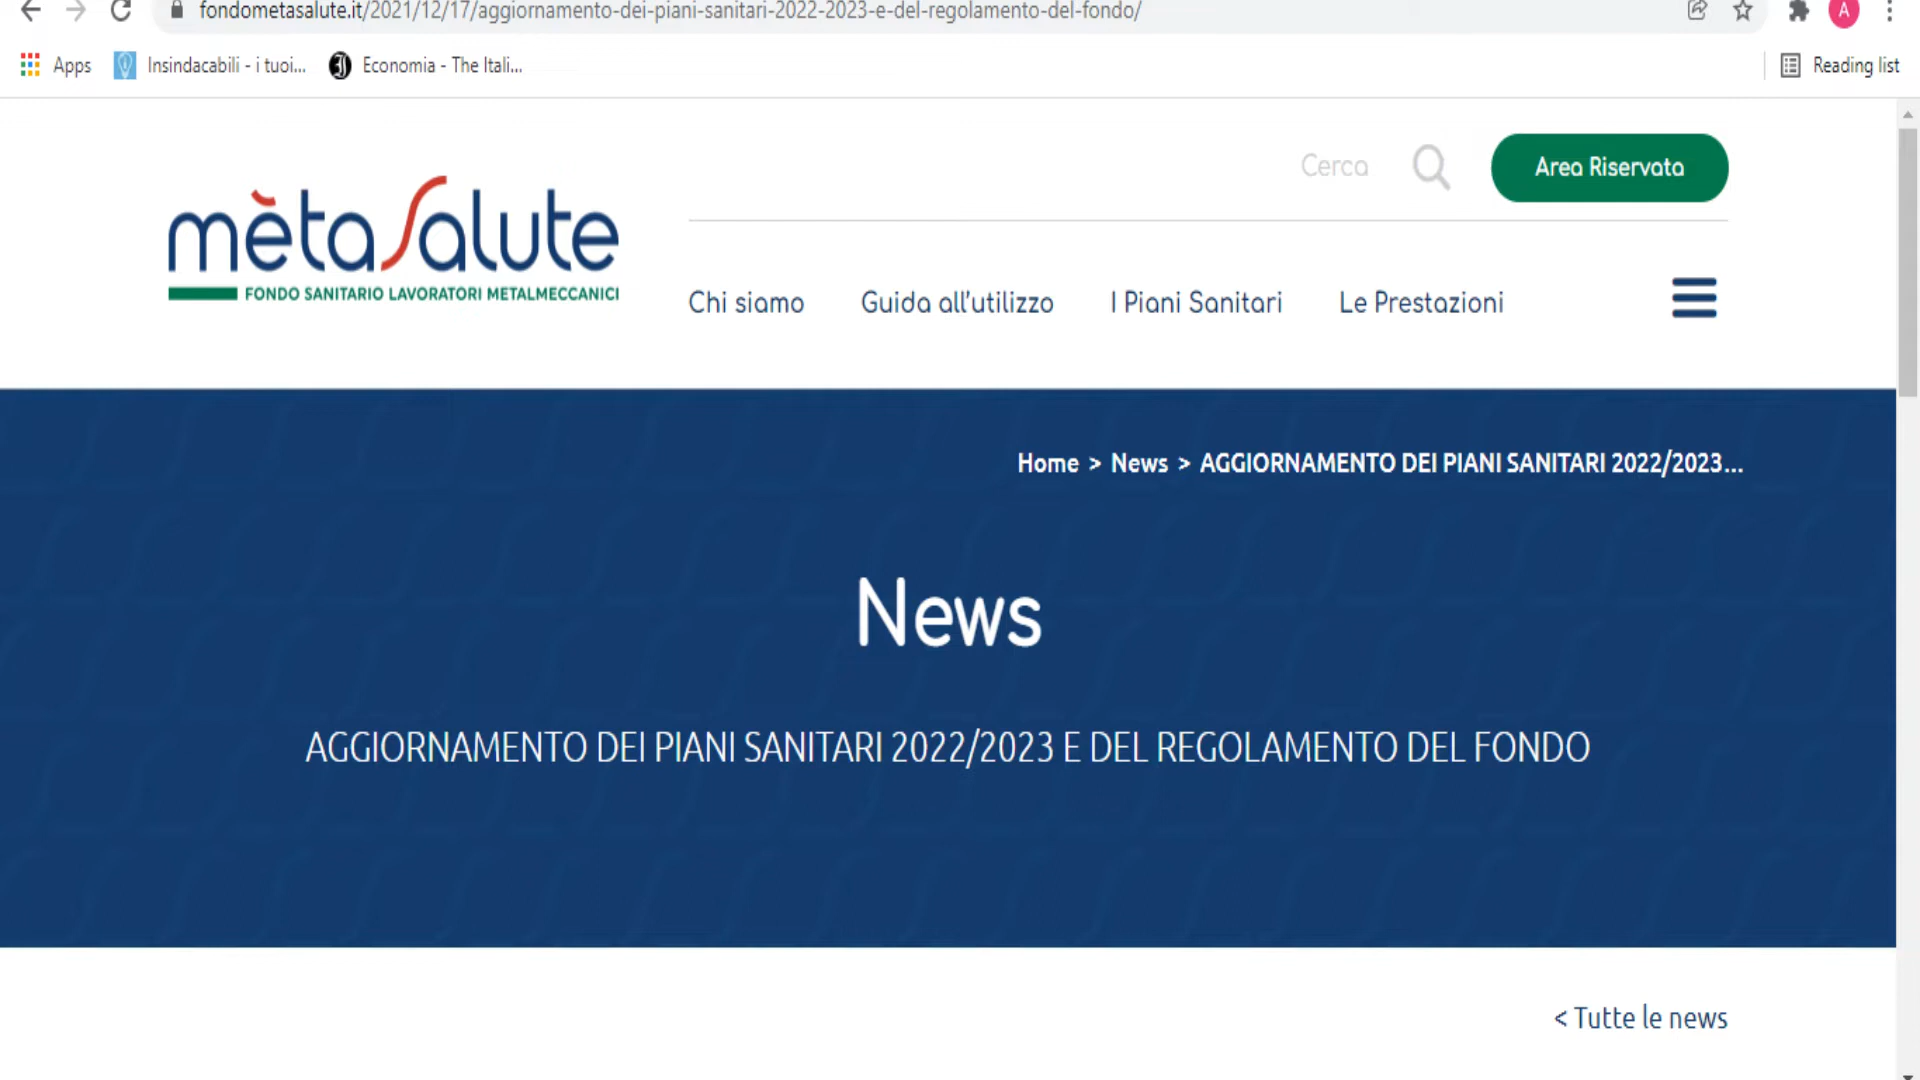 fondometasalute.it/2021/12/17/aggiornamento-dei-piani-sanitari-2022-2023-e-del-regolamento-del-fondo/
A
Apps
Insindacabili - i tuoi...
Economia - The Itali...
Reading list
Cerca
Area Riservata
mètaSalute
FONDO SANITARIO LAVORATORI METALMECCANICI
Chi siamo
Guida all'utilizzo
I Piani Sanitari
Le Prestazioni
Home > News > AGGIORNAMENTO DEI PIANI SANITARI 2022/2023...
News
AGGIORNAMENTO DEI PIANI SANITARI 2022/2023 E DEL REGOLAMENTO DEL FONDO
< Tutte le news